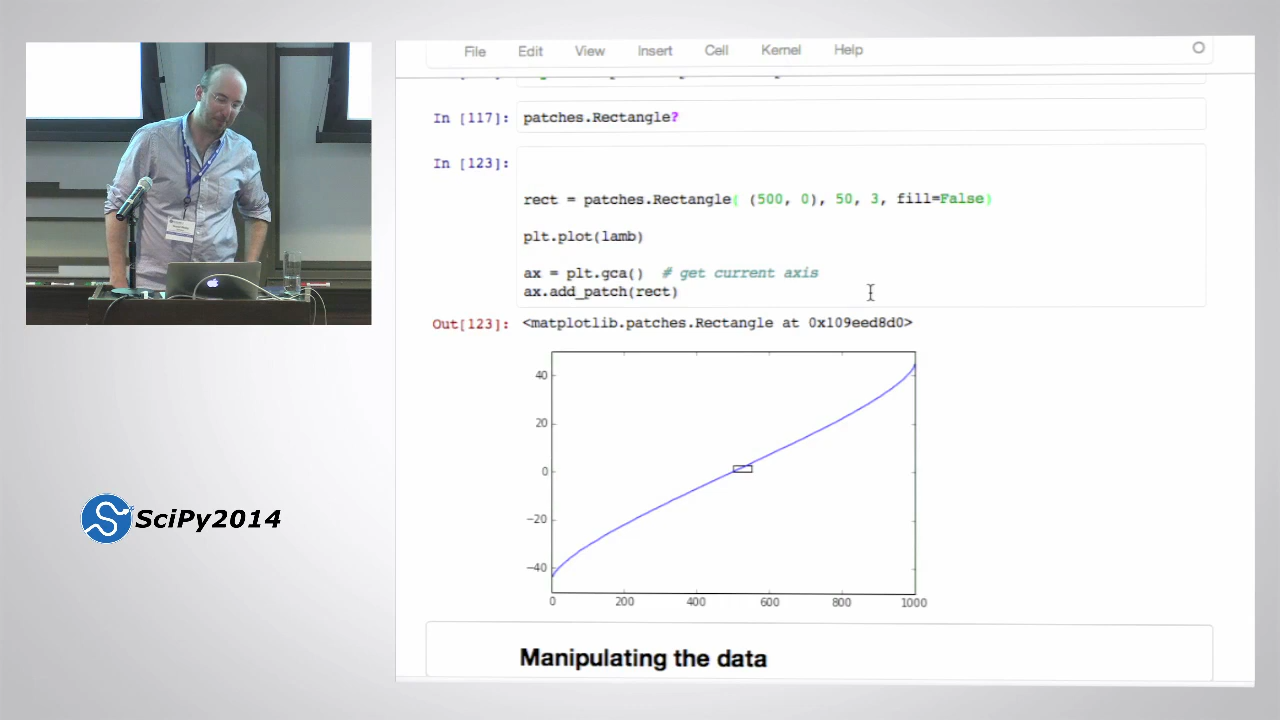 File Edit View Insert Cell Kernel Help
In [117]: patches.Rectangle?
In [123]:
rect = patches.Rectangle( (500, 0), 50, 3, fill=False)
plt.plot(lamb)
ax = plt.gca()  # get current axis
ax.add_patch(rect)
Out[123]: <matplotlib.patches.Rectangle at 0x109eed8d0>
40
20
0
−20
−40
0 200 400 600 800 1000
Manipulating the data
SciPy2014